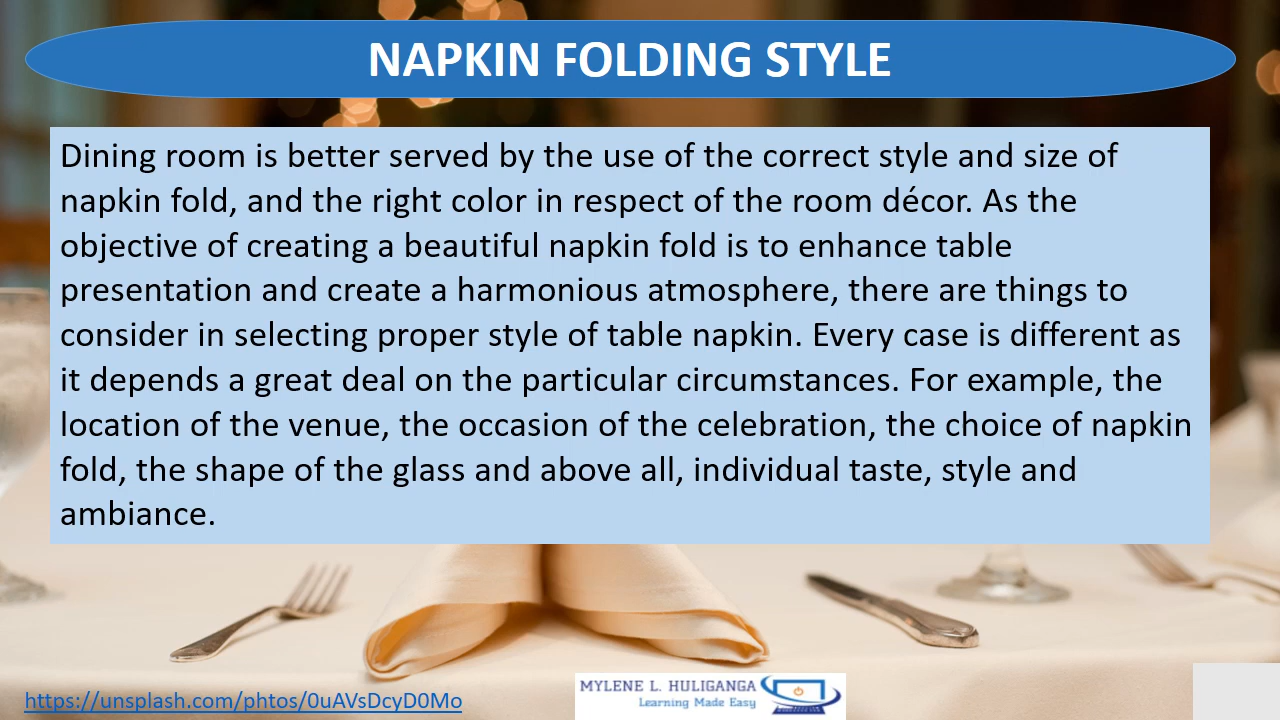 NAPKIN FOLDING STYLE
Dining room is better served by the use of the correct style and size of
napkin fold, and the right color in respect of the room décor. As the
objective of creating a beautiful napkin fold is to enhance table
presentation and create a harmonious atmosphere, there are things to
consider in selecting proper style of table napkin. Every case is different as
it depends a great deal on the particular circumstances. For example, the
location of the venue, the occasion of the celebration, the choice of napkin
fold, the shape of the glass and above all, individual taste, style and
ambiance.
https://unsplash.com/phtos/0uAVsDcyD0Mo
MYLENE L. HULIGANGA
Learning Made Easy